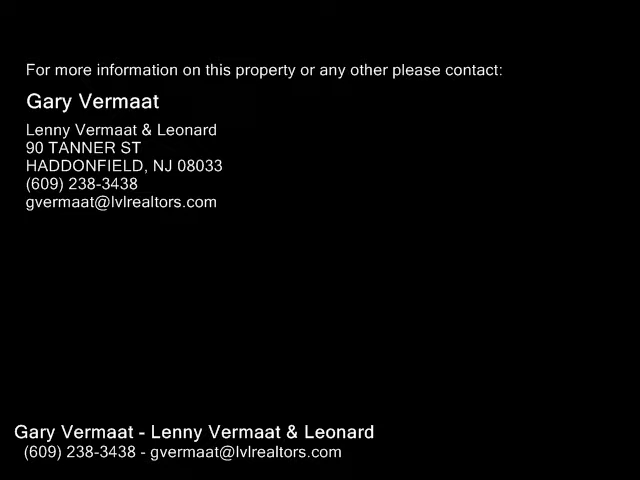 For more information on this property or any other please contact:
Gary Vermaat
Lenny Vermaat & Leonard
90 TANNER ST
HADDONFIELD, NJ 08033
(609) 238-3438
gvermaat@lvlrealtors.com
Gary Vermaat - Lenny Vermaat & Leonard
(609) 238-3438 - gvermaat@lvlrealtors.com